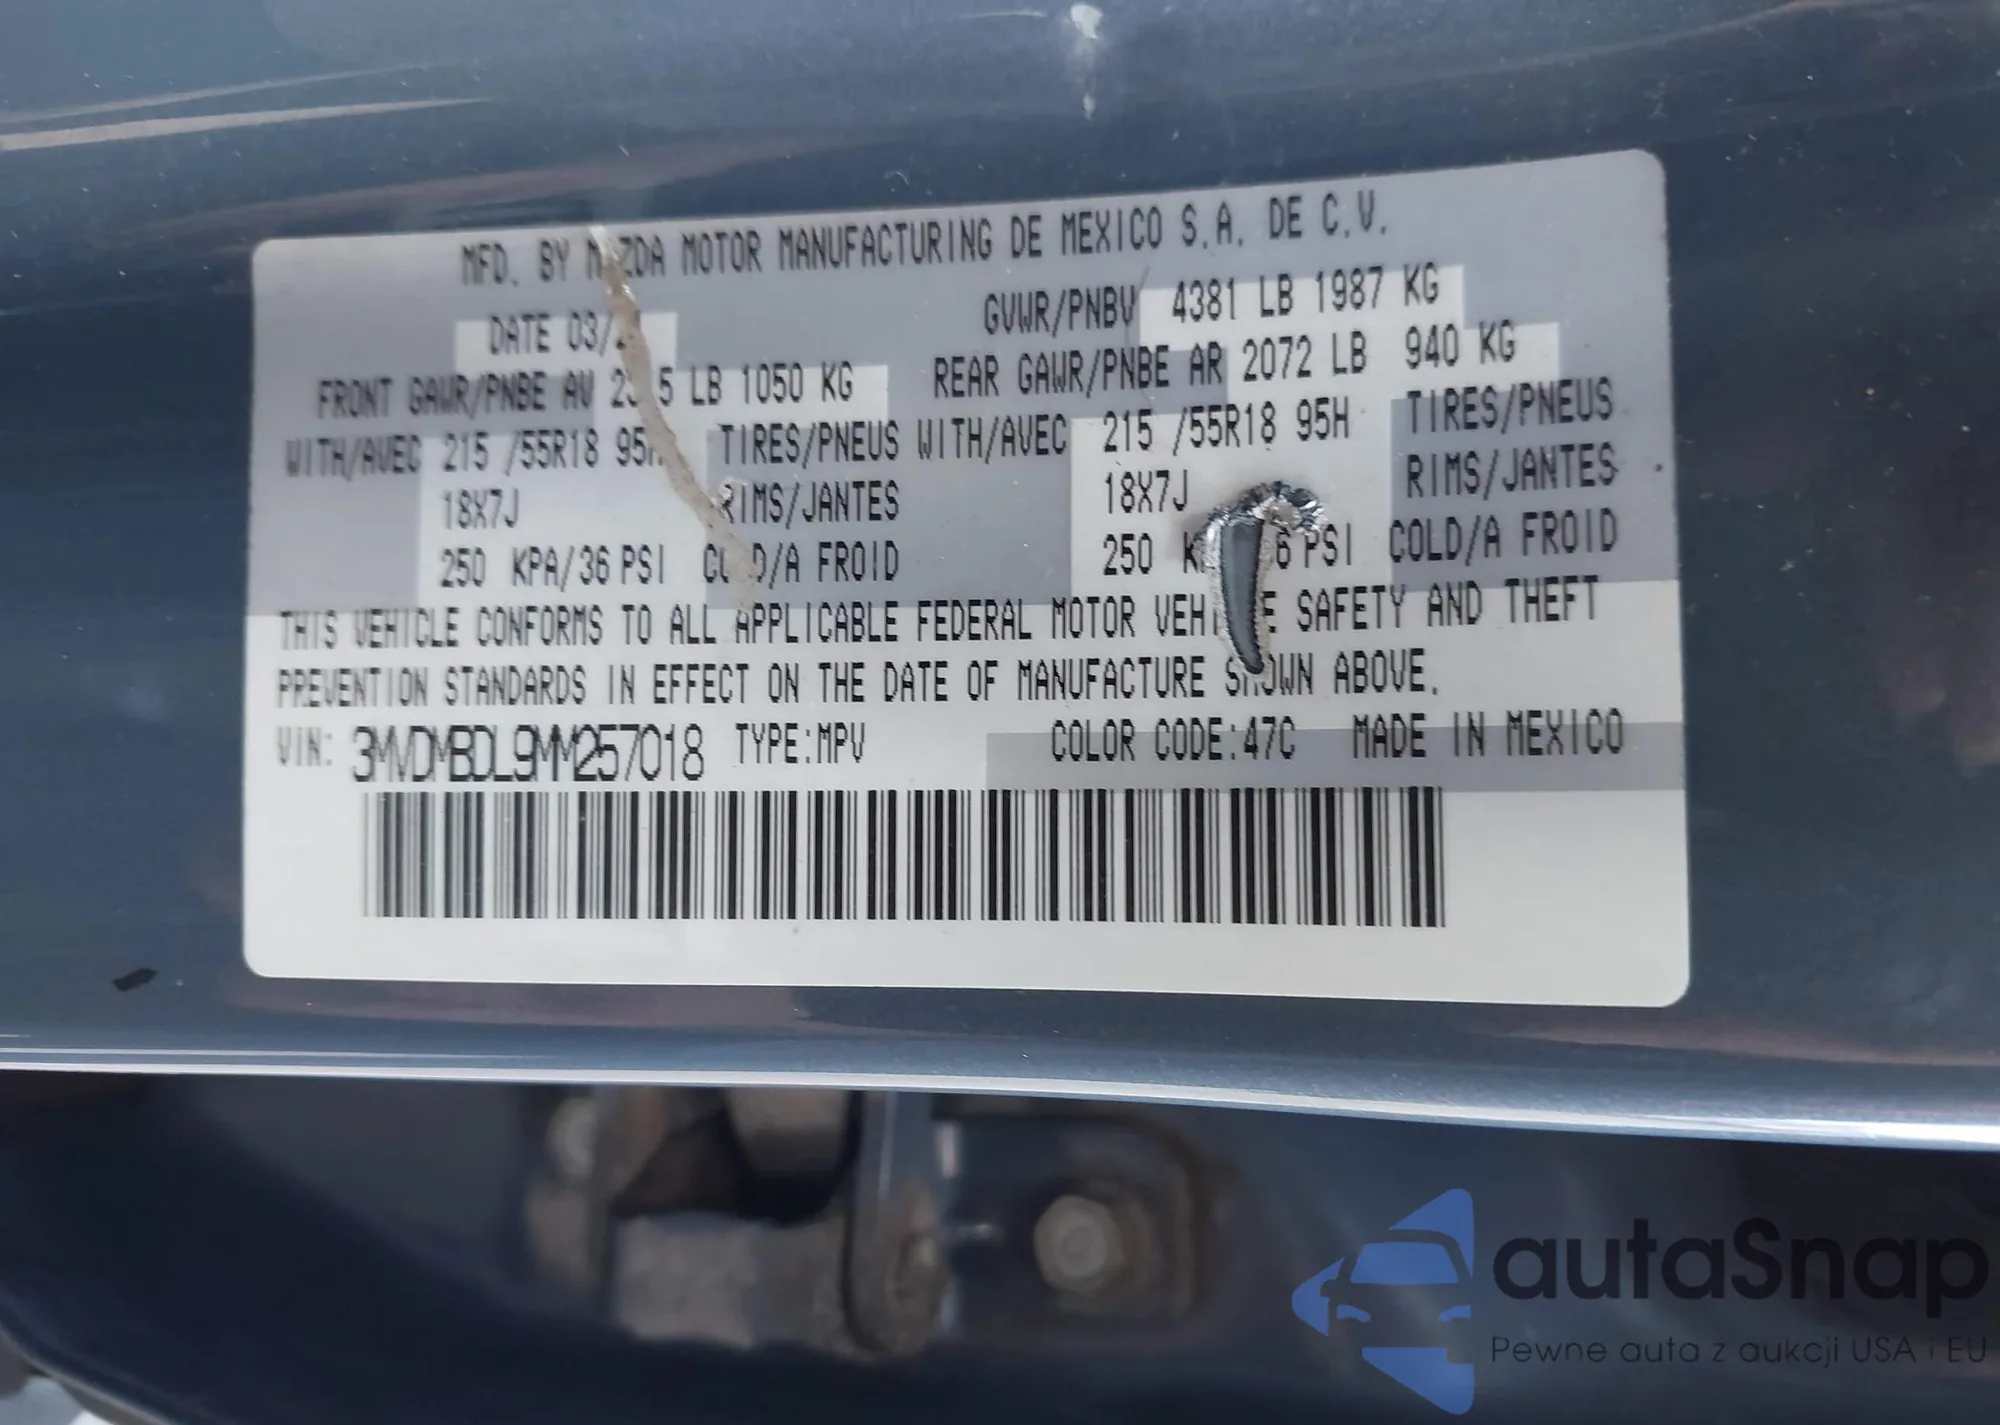 MFD. BY MAZDA MOTOR MANUFACTURING DE MEXICO S.A. DE C.V.
DATE 03/ GVWR/PNBV 4381 LB 1987 KG
FRONT GAWR/PNBE AV LB 1050 KG REAR GAWR/PNBE AR 2072 LB 940 KG
WITH/AVEC 215 /55R18 95H TIRES/PNEUS WITH/AVEC 215 /55R18 95H TIRES/PNEUS
18X7J RIMS/JANTES 18X7J RIMS/JANTES
250 KPA/36 PSI COLD/A FROID 250 PSI COLD/A FROID
THIS VEHICLE CONFORMS TO ALL APPLICABLE FEDERAL MOTOR VEHICLE SAFETY AND THEFT
PREVENTION STANDARDS IN EFFECT ON THE DATE OF MANUFACTURE SHOWN ABOVE.
VIN: 3MVDMBDL9MM257018 TYPE:MPV COLOR CODE:47C MADE IN MEXICO
autaSnap
Pewne auta z aukcji USA i EU